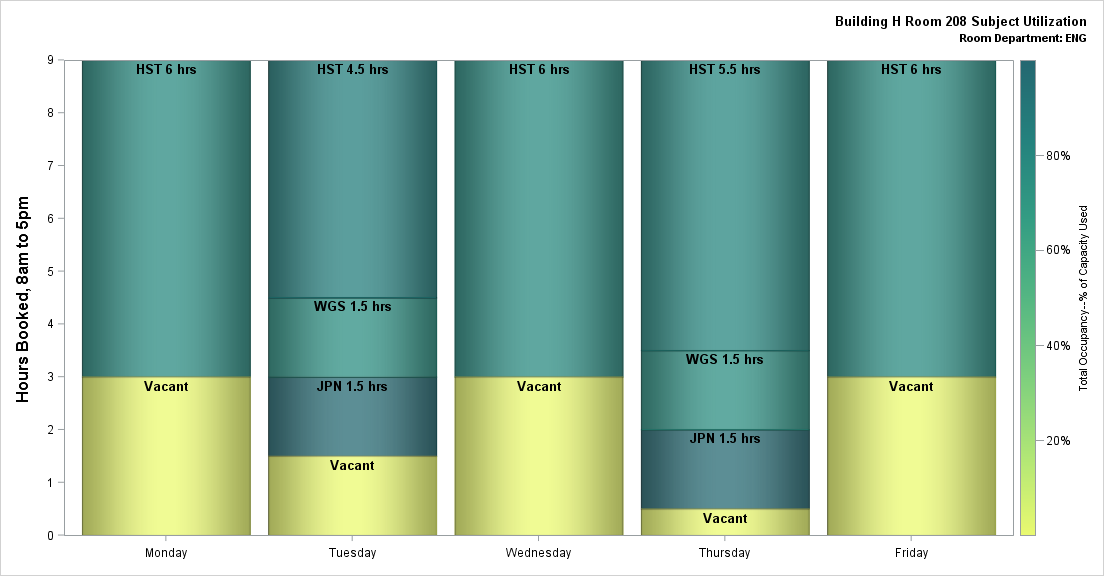 Building H Room 208 Subject Utilization
Room Department: ENG
Hours Booked, 8am to 5pm
9
8
7
6
5
4
3
2
1
0
HST 6 hrs
Vacant
HST 4.5 hrs
WGS 1.5 hrs
JPN 1.5 hrs
Vacant
HST 6 hrs
Vacant
HST 5.5 hrs
WGS 1.5 hrs
JPN 1.5 hrs
Vacant
HST 6 hrs
Vacant
Monday
Tuesday
Wednesday
Thursday
Friday
80%
60%
40%
20%
Total Occupancy--% of Capacity Used